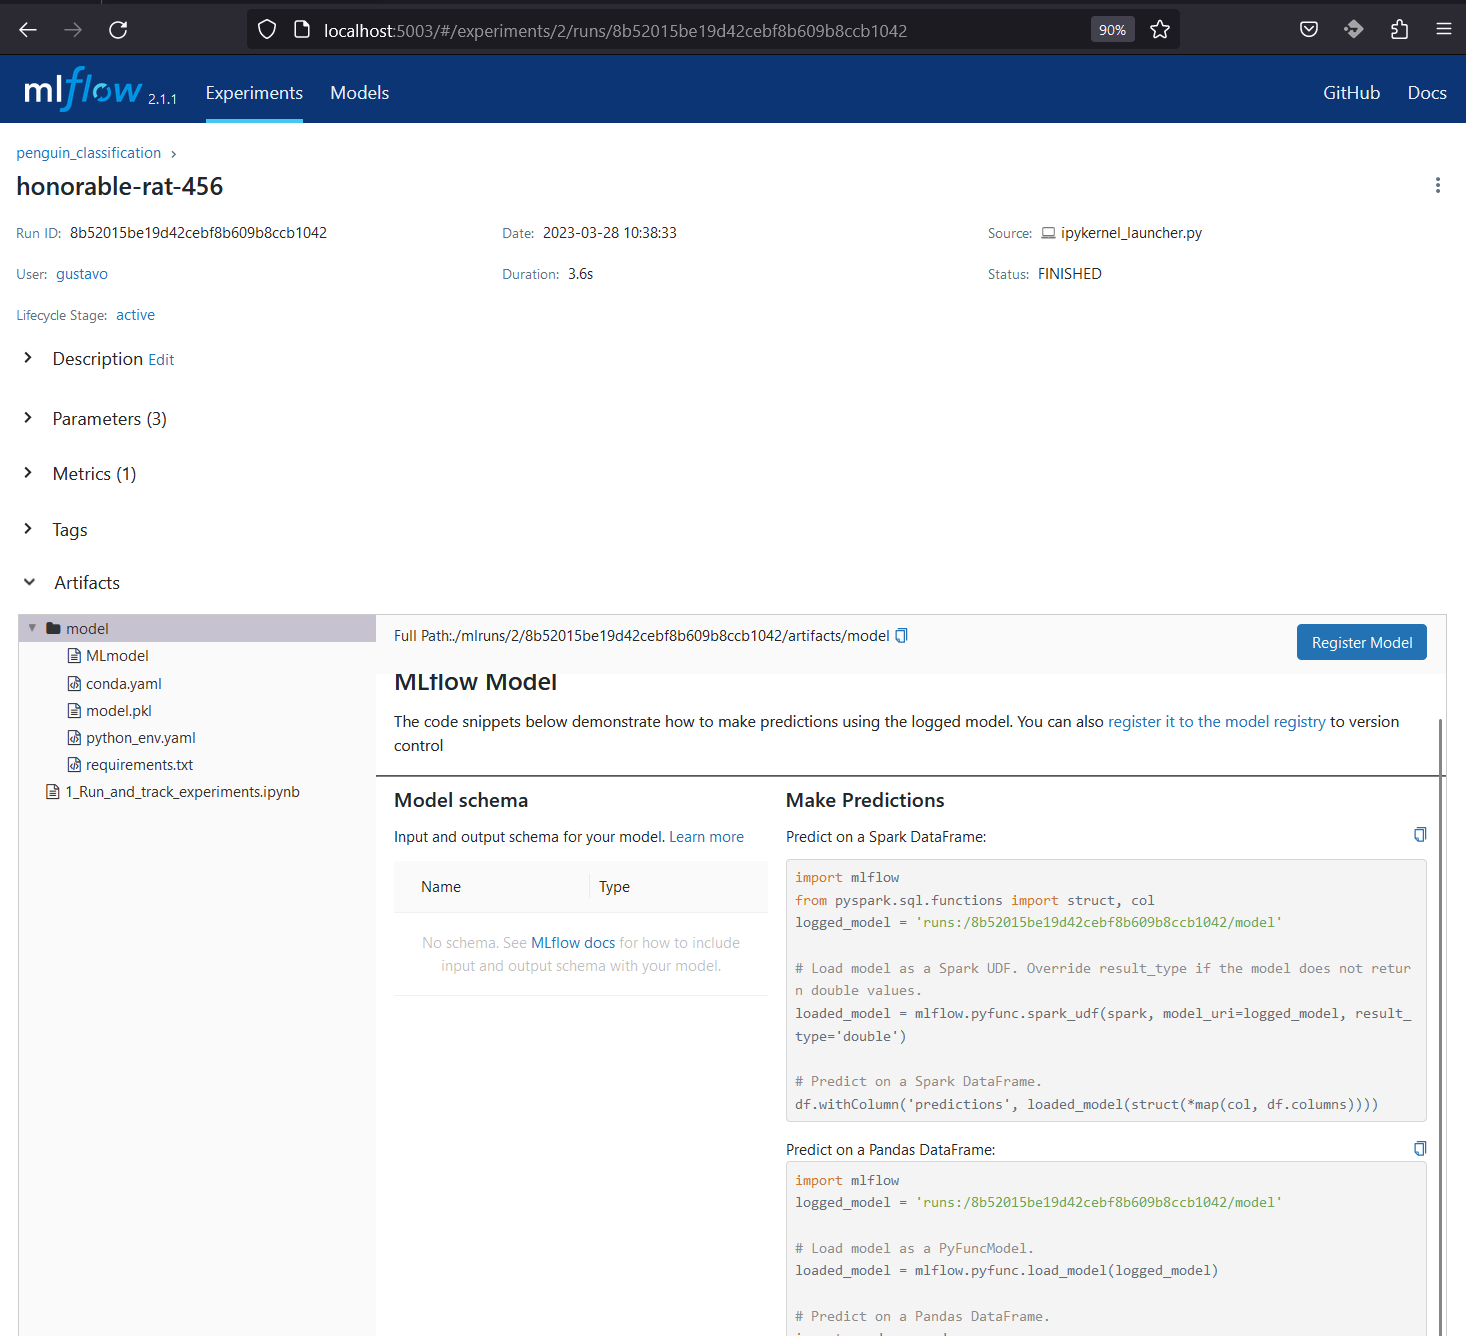 localhost:5003/#/experiments/2/runs/8b52015be19d42cebf8b609b8ccb1042 90%
mlflow 2.1.1 Experiments Models GitHub Docs
penguin_classification ›
honorable-rat-456
Run ID: 8b52015be19d42cebf8b609b8ccb1042 Date: 2023-03-28 10:38:33 Source: ipykernel_launcher.py
User: gustavo Duration: 3.6s Status: FINISHED
Lifecycle Stage: active
Description Edit
Parameters (3)
Metrics (1)
Tags
Artifacts
model
MLmodel
conda.yaml
model.pkl
python_env.yaml
requirements.txt
1_Run_and_track_experiments.ipynb
Full Path:./mlruns/2/8b52015be19d42cebf8b609b8ccb1042/artifacts/model
Register Model
MLflow Model
The code snippets below demonstrate how to make predictions using the logged model. You can also register it to the model registry to version
control
Model schema
Input and output schema for your model. Learn more
Name Type
No schema. See MLflow docs for how to include
input and output schema with your model.
Make Predictions
Predict on a Spark DataFrame:
import mlflow
from pyspark.sql.functions import struct, col
logged_model = 'runs:/8b52015be19d42cebf8b609b8ccb1042/model'
# Load model as a Spark UDF. Override result_type if the model does not retur
n double values.
loaded_model = mlflow.pyfunc.spark_udf(spark, model_uri=logged_model, result_
type='double')
# Predict on a Spark DataFrame.
df.withColumn('predictions', loaded_model(struct(*map(col, df.columns))))
Predict on a Pandas DataFrame:
import mlflow
logged_model = 'runs:/8b52015be19d42cebf8b609b8ccb1042/model'
# Load model as a PyFuncModel.
loaded_model = mlflow.pyfunc.load_model(logged_model)
# Predict on a Pandas DataFrame.